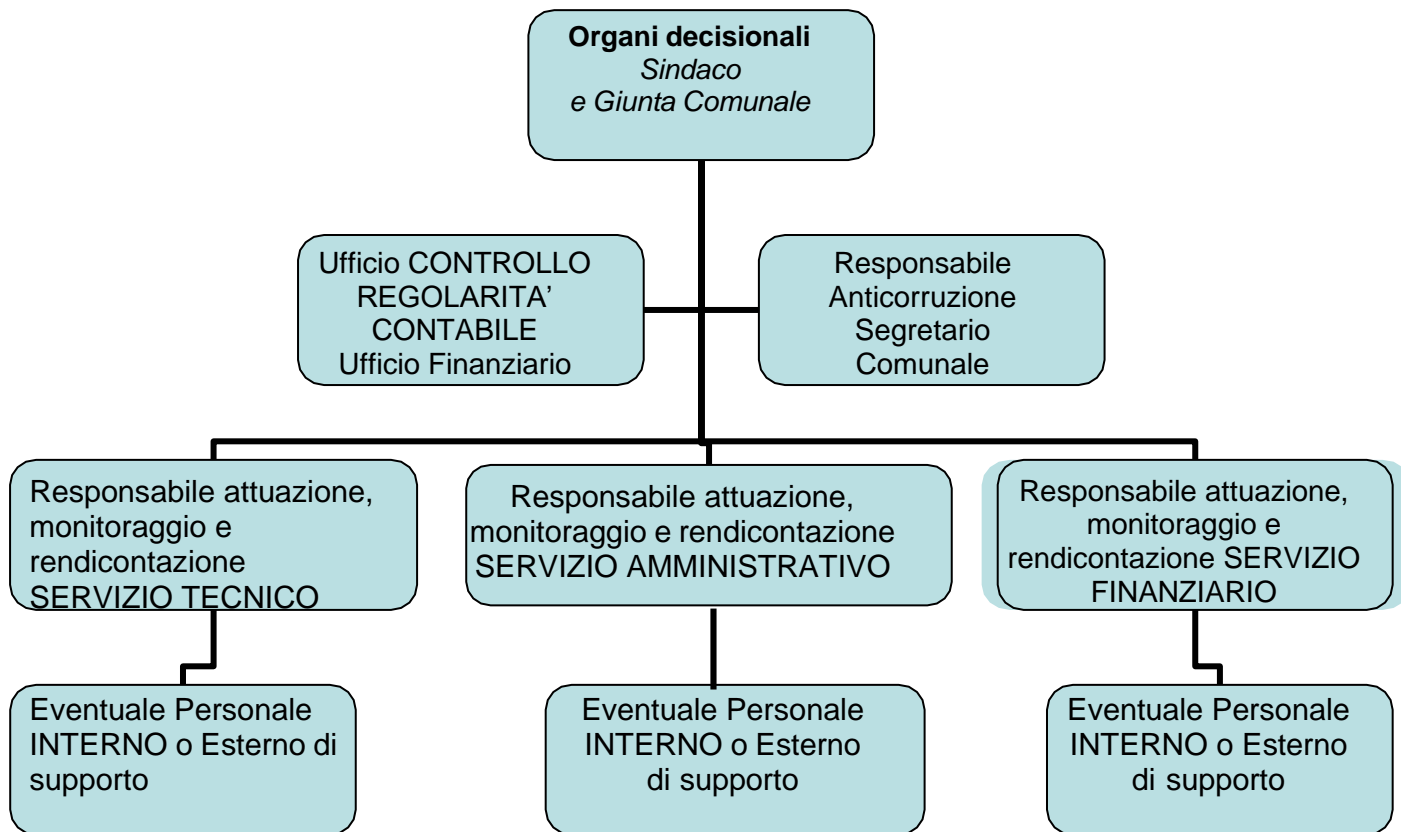 Organi decisionali
Sindaco
e Giunta Comunale
Ufficio CONTROLLO
REGOLARITA’
CONTABILE
Ufficio Finanziario
Responsabile
Anticorruzione
Segretario
Comunale
Responsabile attuazione,
monitoraggio e
rendicontazione
SERVIZIO TECNICO
Responsabile attuazione,
monitoraggio e rendicontazione
SERVIZIO AMMINISTRATIVO
Responsabile attuazione,
monitoraggio e
rendicontazione SERVIZIO
FINANZIARIO
Eventuale Personale
INTERNO o Esterno di
supporto
Eventuale Personale
INTERNO o Esterno
di supporto
Eventuale Personale
INTERNO o Esterno
di supporto